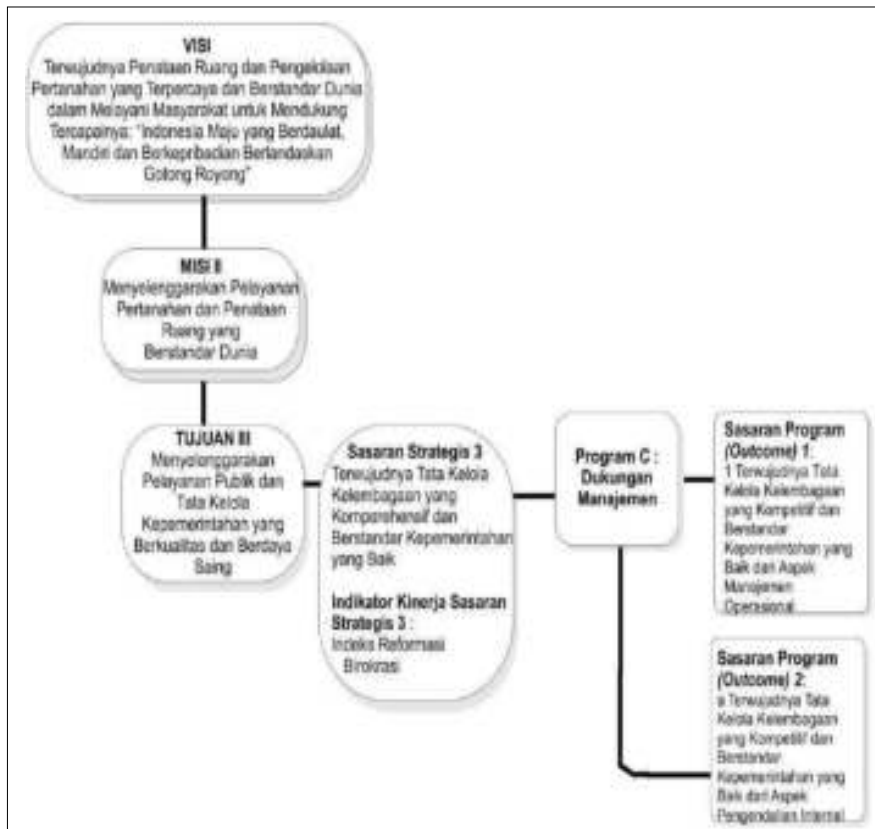 VISI
Terwujudnya Penataan Ruang dan Pengelolaan
Pertanahan yang Terpercaya dan Berstandar Dunia
dalam Melayani Masyarakat untuk Mendukung
Tercapainya: "Indonesia Maju yang Berdaulat,
Mandiri dan Berkepribadian Berlandaskan
Gotong Royong"
MISI II
Menyelenggarakan Pelayanan
Pertanahan dan Penataan
Ruang yang
Berstandar Dunia
TUJUAN III
Menyelenggarakan
Pelayanan Publik dan
Tata Kelola
Kepemerintahan yang
Berkualitas dan Berdaya
Saing
Sasaran Strategis 3
Terwujudnya Tata Kelola
Kelembagaan yang
Komperehensif dan
Berstandar Kepemerintahan
yang Baik
Indikator Kinerja Sasaran
Strategis 3 :
Indeks Reformasi
Birokrasi
Program C :
Dukungan
Manajemen
Sasaran Program
(Outcome) 1:
1 Terwujudnya Tata
Kelola Kelembagaan
yang Kompetitif dan
Berstandar
Kepemerintahan yang
Baik dari Aspek
Manajemen
Operasional
Sasaran Program
(Outcome) 2:
a Terwujudnya Tata
Kelola Kelembagaan
yang Kompetitif dan
Berstandar
Kepemerintahan yang
Baik dari Aspek
Pengendalian Internal